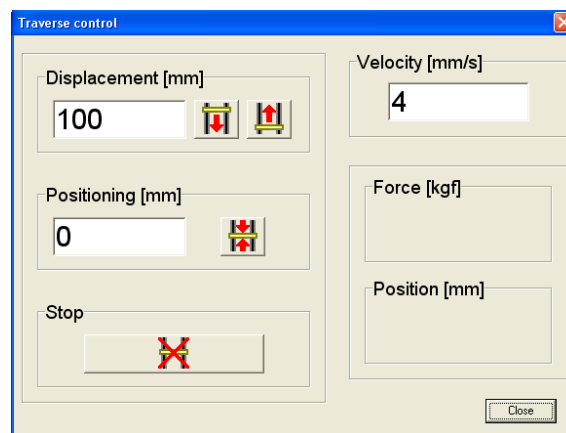 Traverse control
Displacement [mm]
100
Velocity [mm/s]
4
Positioning [mm]
0
Force [kgf]
Position [mm]
Stop
Close